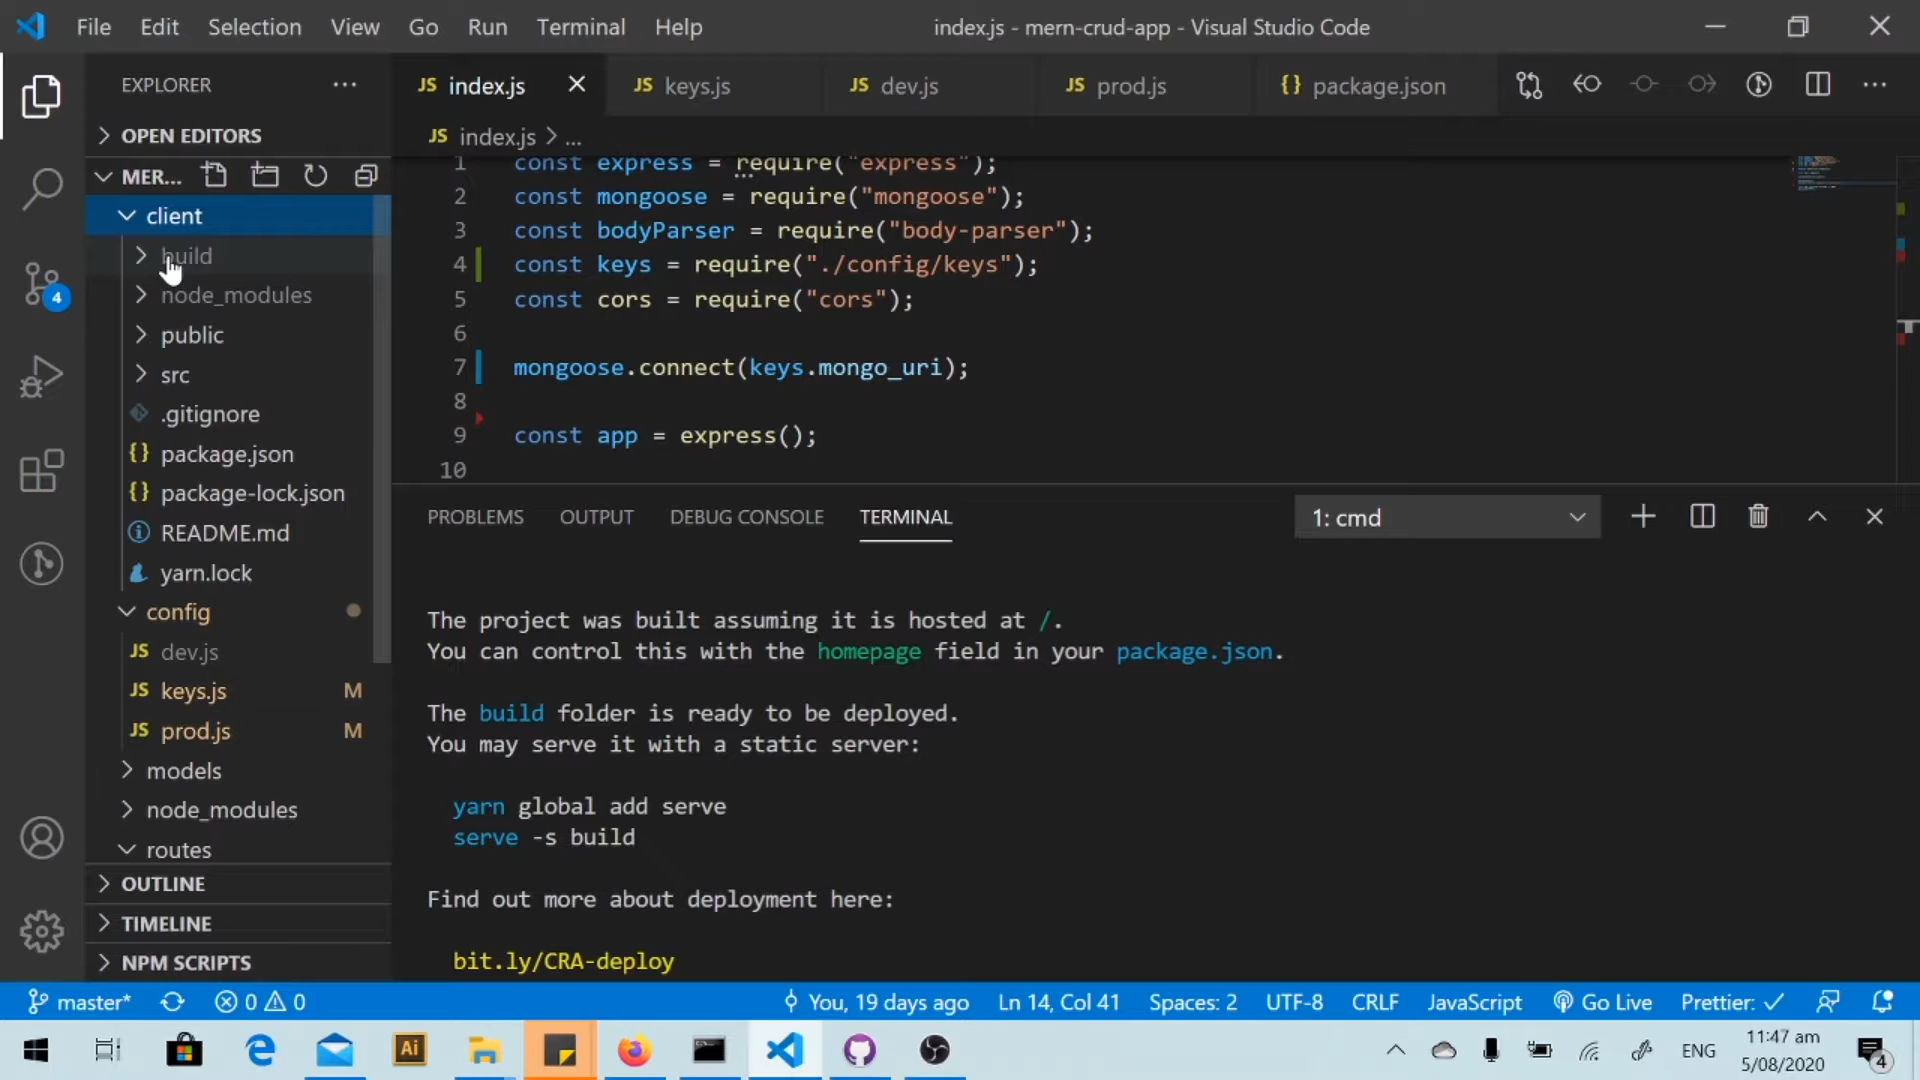 File Edit Selection View Go Run Terminal Help
index.js - mern-crud-app - Visual Studio Code
EXPLORER
JS index.js
JS keys.js
JS dev.js
JS prod.js
{} package.json
OPEN EDITORS
MER...
client
build
node_modules
public
src
.gitignore
{} package.json
{} package-lock.json
README.md
yarn.lock
config
JS dev.js
JS keys.js M
JS prod.js M
models
node_modules
routes
OUTLINE
TIMELINE
NPM SCRIPTS
4
JS index.js > ...
1 const express = require("express");
2 const mongoose = require("mongoose");
3 const bodyParser = require("body-parser");
4 const keys = require("./config/keys");
5 const cors = require("cors");
6
7 mongoose.connect(keys.mongo_uri);
8
9 const app = express();
10
PROBLEMS OUTPUT DEBUG CONSOLE TERMINAL
1: cmd
The project was built assuming it is hosted at /.
You can control this with the homepage field in your package.json.
The build folder is ready to be deployed.
You may serve it with a static server:
yarn global add serve
serve -s build
Find out more about deployment here:
bit.ly/CRA-deploy
master* 0 0 You, 19 days ago Ln 14, Col 41 Spaces: 2 UTF-8 CRLF JavaScript Go Live Prettier: ✓
Ai
ENG
11:47 am
5/08/2020
4